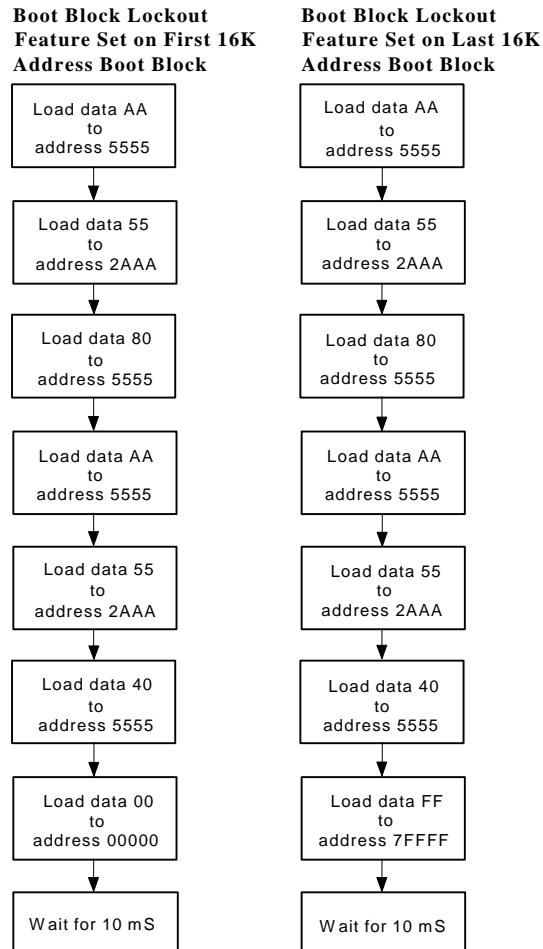 Boot Block Lockout
Feature Set on First 16K
Address Boot Block
Load data AA
to
address 5555
Load data 55
to
address 2AAA
Load data 80
to
address 5555
Load data AA
to
address 5555
Load data 55
to
address 2AAA
Load data 40
to
address 5555
Load data 00
to
address 00000
Wait for 10 mS
Boot Block Lockout
Feature Set on Last 16K
Address Boot Block
Load data AA
to
address 5555
Load data 55
to
address 2AAA
Load data 80
to
address 5555
Load data AA
to
address 5555
Load data 55
to
address 2AAA
Load data 40
to
address 5555
Load data FF
to
address 7FFFF
Wait for 10 mS